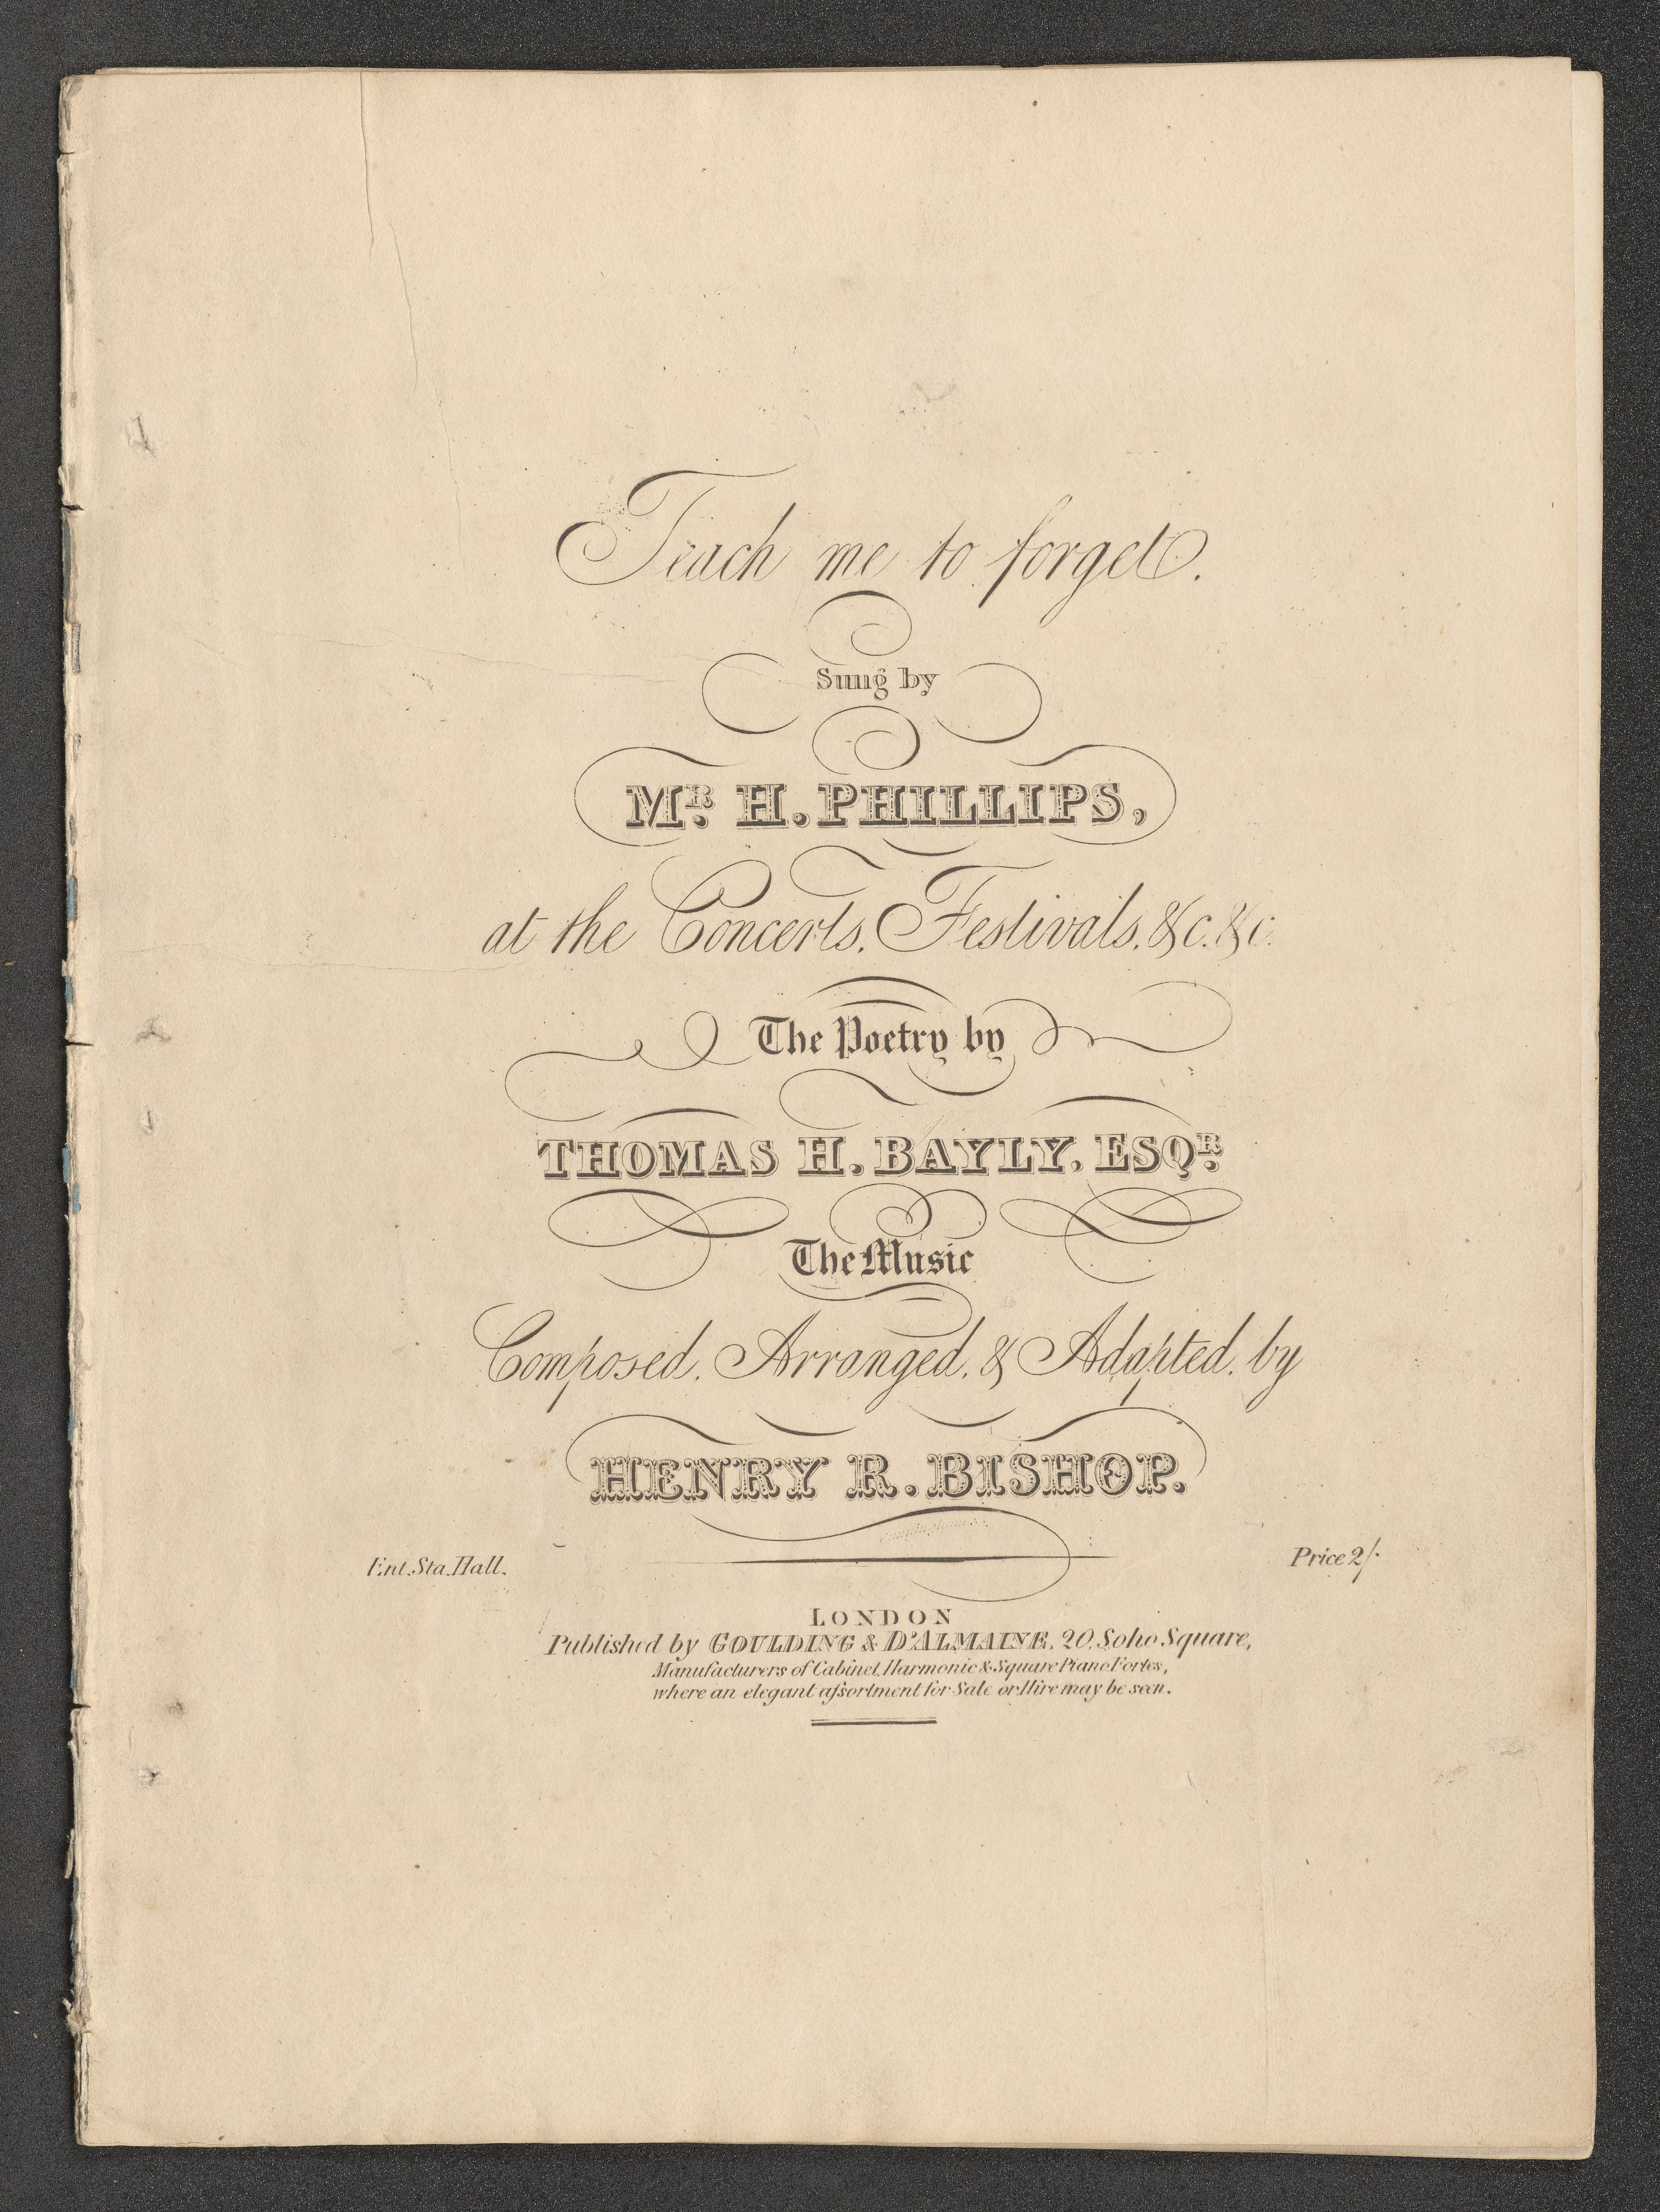 Teach me to forget.
Sung by
MR. H. PHILLIPS,
at the Concerts, Festivals, &c. &c.
The Poetry by
THOMAS H. BAYLY, ESQR.
The Music
Composed, Arranged, & Adapted, by
HENRY R. BISHOP.
Ent. Sta. Hall.
Price 2/-
LONDON
Published by GOULDING & D'ALMAINE, 20, Soho Square,
Manufacturers of Cabinet, Harmonic & Square Piano Fortes,
where an elegant aſsortment for Sale or Hire may be seen.